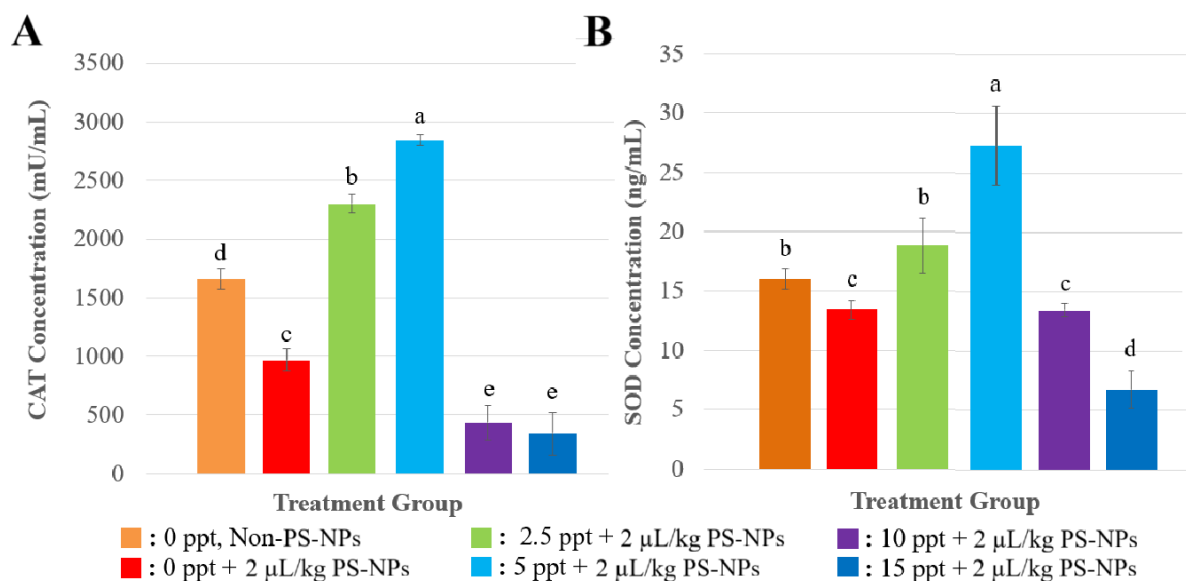 A
CAT Concentration (mU/mL)
3500
3000
2500
2000
1500
1000
500
0
d
c
b
a
e
e
Treatment Group
B
SOD Concentration (ng/mL)
35
30
25
20
15
10
5
0
b
c
b
a
c
d
Treatment Group
: 0 ppt, Non-PS-NPs
: 2.5 ppt + 2 µL/kg PS-NPs
: 10 ppt + 2 µL/kg PS-NPs
: 0 ppt + 2 µL/kg PS-NPs
: 5 ppt + 2 µL/kg PS-NPs
: 15 ppt + 2 µL/kg PS-NPs